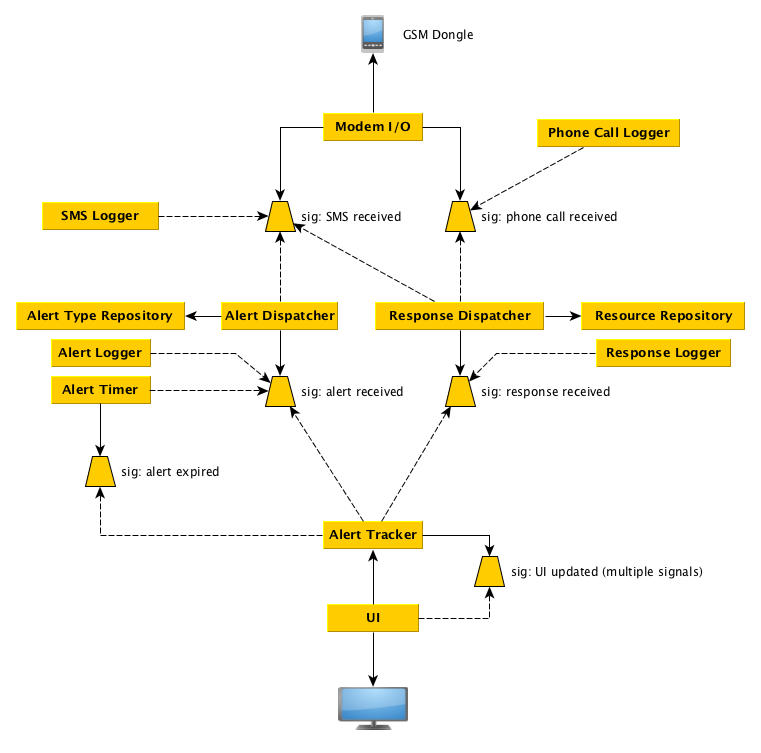 GSM Dongle
Modem I/O
Phone Call Logger
SMS Logger
sig: SMS received
sig: phone call received
Alert Type Repository
Alert Dispatcher
Response Dispatcher
Resource Repository
Alert Logger
Response Logger
Alert Timer
sig: alert received
sig: response received
sig: alert expired
Alert Tracker
sig: UI updated (multiple signals)
UI